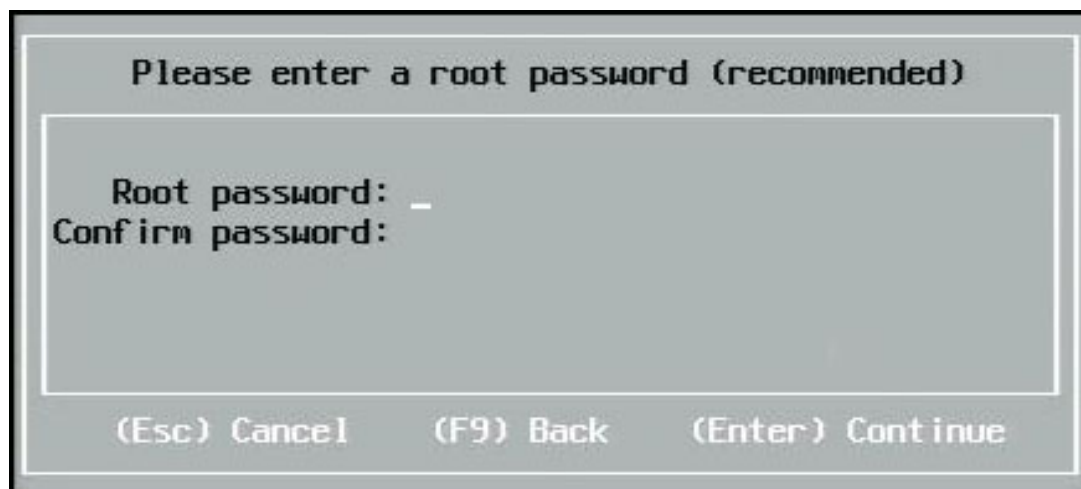 Please enter a root password (recommended)
Root password: _
Confirm password:
(Esc) Cancel (F9) Back (Enter) Continue